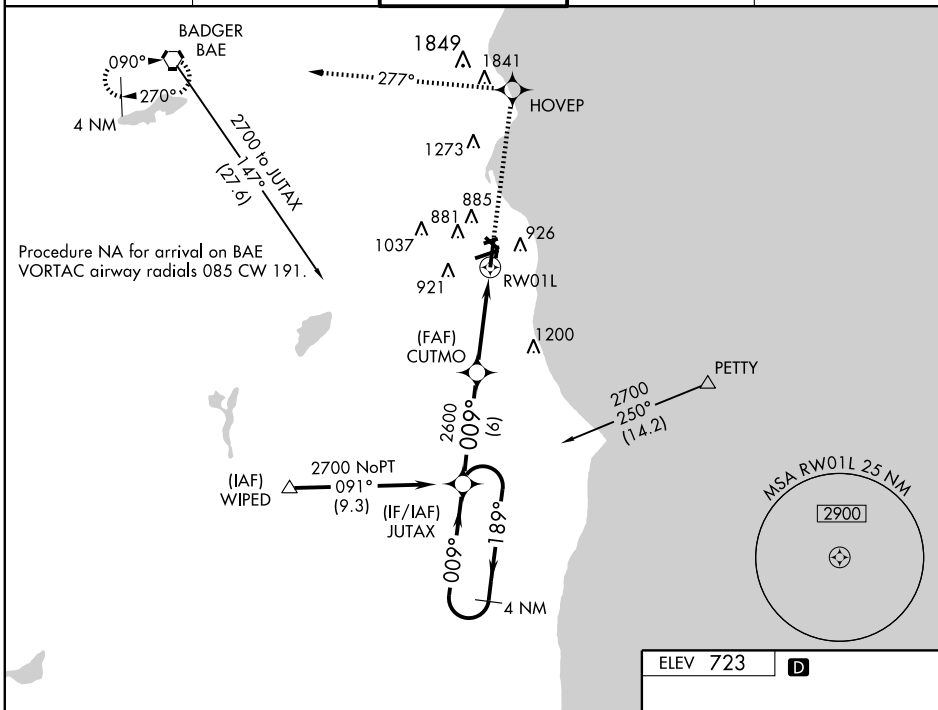 BADGER
BAE
090°
270°
4 NM
2700 to JUTAX
147°
(27.6)
1849
1841
277°
HOVEP
1273
885
881
1037
926
921
RW01L
Procedure NA for arrival on BAE
VORTAC airway radials 085 CW 191.
(FAF)
CUTMO
1200
PETTY
2700
250°
(14.2)
2600
009°
(6)
(IAF)
WIPED
2700 NoPT
091°
(9.3)
(IF/IAF)
JUTAX
009°
189°
4 NM
MSA RW01L 25 NM
2900
ELEV 723
D